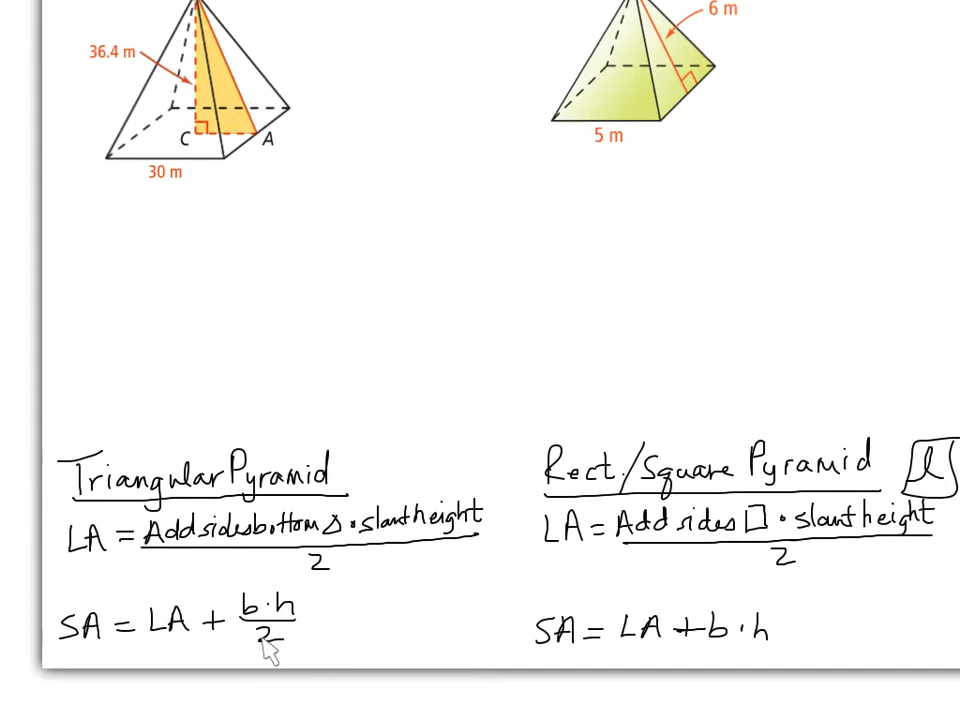 36.4 m
C
A
30 m
6 m
5 m
Triangular Pyramid
LA = Add sides bottom △ • slant height
2
SA = LA + b·h
2
Rect./Square Pyramid
l
LA = Add sides □ • slant height
2
SA = LA + b·h